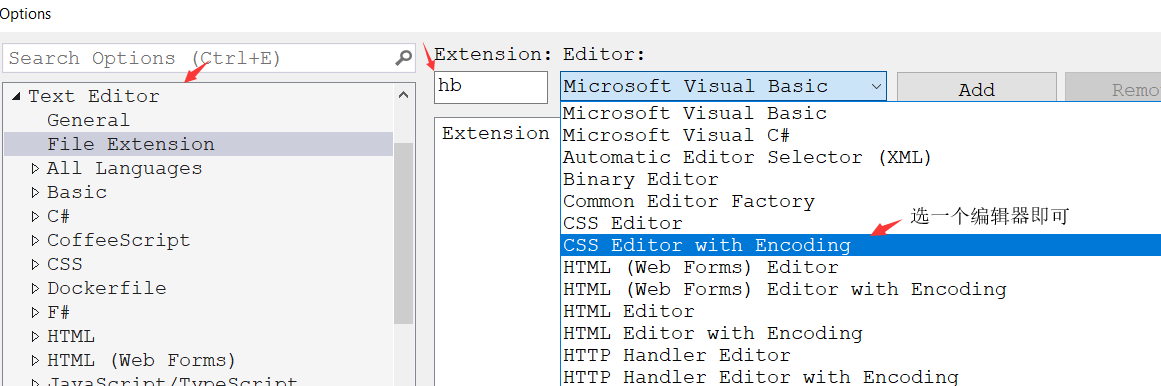 Options
Search Options (Ctrl+E)
Text Editor
General
File Extension
All Languages
Basic
C#
CoffeeScript
CSS
Dockerfile
F#
HTML
HTML (Web Forms)
JavaScript/TypeScript
Extension: Editor:
hb
Microsoft Visual Basic
Add
Remo
Extension
Microsoft Visual Basic
Microsoft Visual C#
Automatic Editor Selector (XML)
Binary Editor
Common Editor Factory
CSS Editor
CSS Editor with Encoding
选一个编辑器即可
HTML (Web Forms) Editor
HTML (Web Forms) Editor with Encoding
HTML Editor
HTML Editor with Encoding
HTTP Handler Editor
HTTP Handler Editor with Encoding